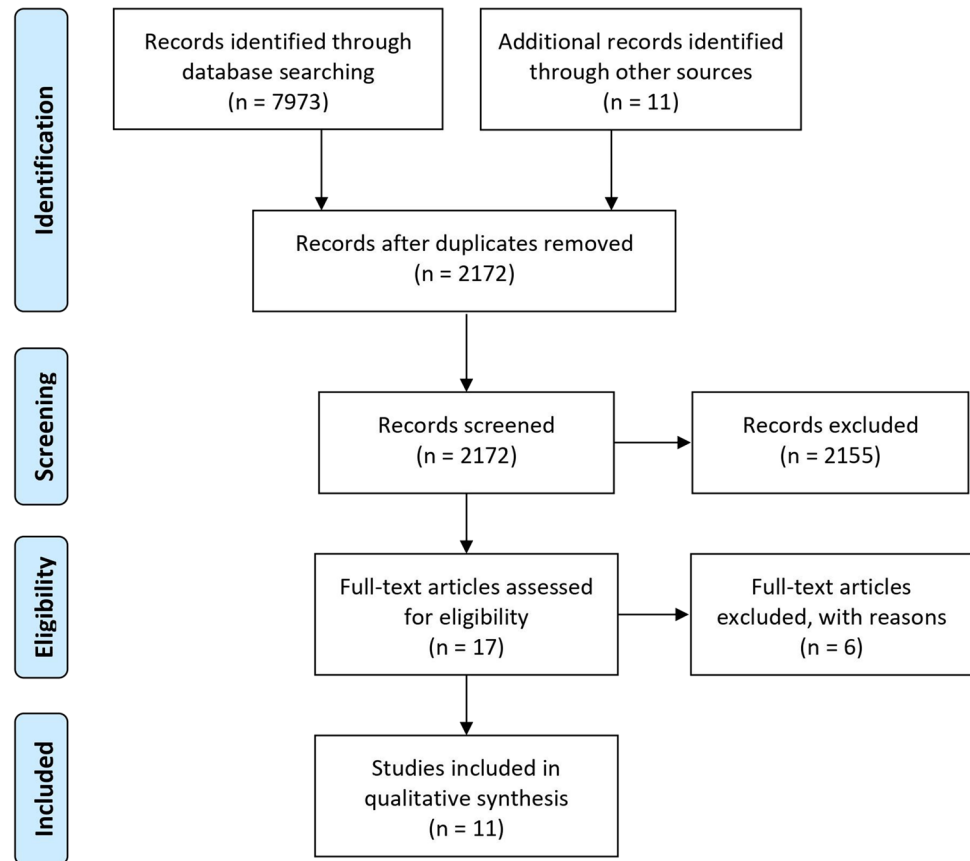 Identification
Records identified through
database searching
(n = 7973)
Additional records identified
through other sources
(n = 11)
Records after duplicates removed
(n = 2172)
Screening
Records screened
(n = 2172)
Records excluded
(n = 2155)
Eligibility
Full-text articles assessed
for eligibility
(n = 17)
Full-text articles
excluded, with reasons
(n = 6)
Included
Studies included in
qualitative synthesis
(n = 11)